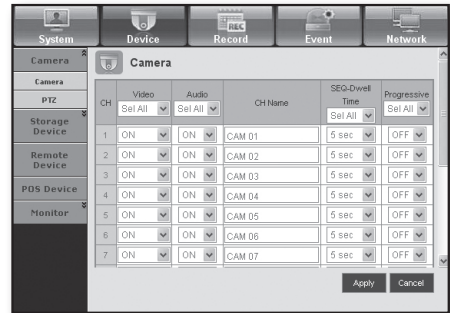 System Device Record Event Network
REC
Camera
Camera
PTZ
Storage Device
Remote Device
POS Device
Monitor
Camera
CH Video Audio CH Name SEQ-Dwell Time Progressive
Sel All Sel All Sel All Sel All
1 ON ON CAM 01 5 sec OFF
2 ON ON CAM 02 5 sec OFF
3 ON ON CAM 03 5 sec OFF
4 ON ON CAM 04 5 sec OFF
5 ON ON CAM 05 5 sec OFF
6 ON ON CAM 06 5 sec OFF
7 ON ON CAM 07 5 sec OFF
Apply Cancel